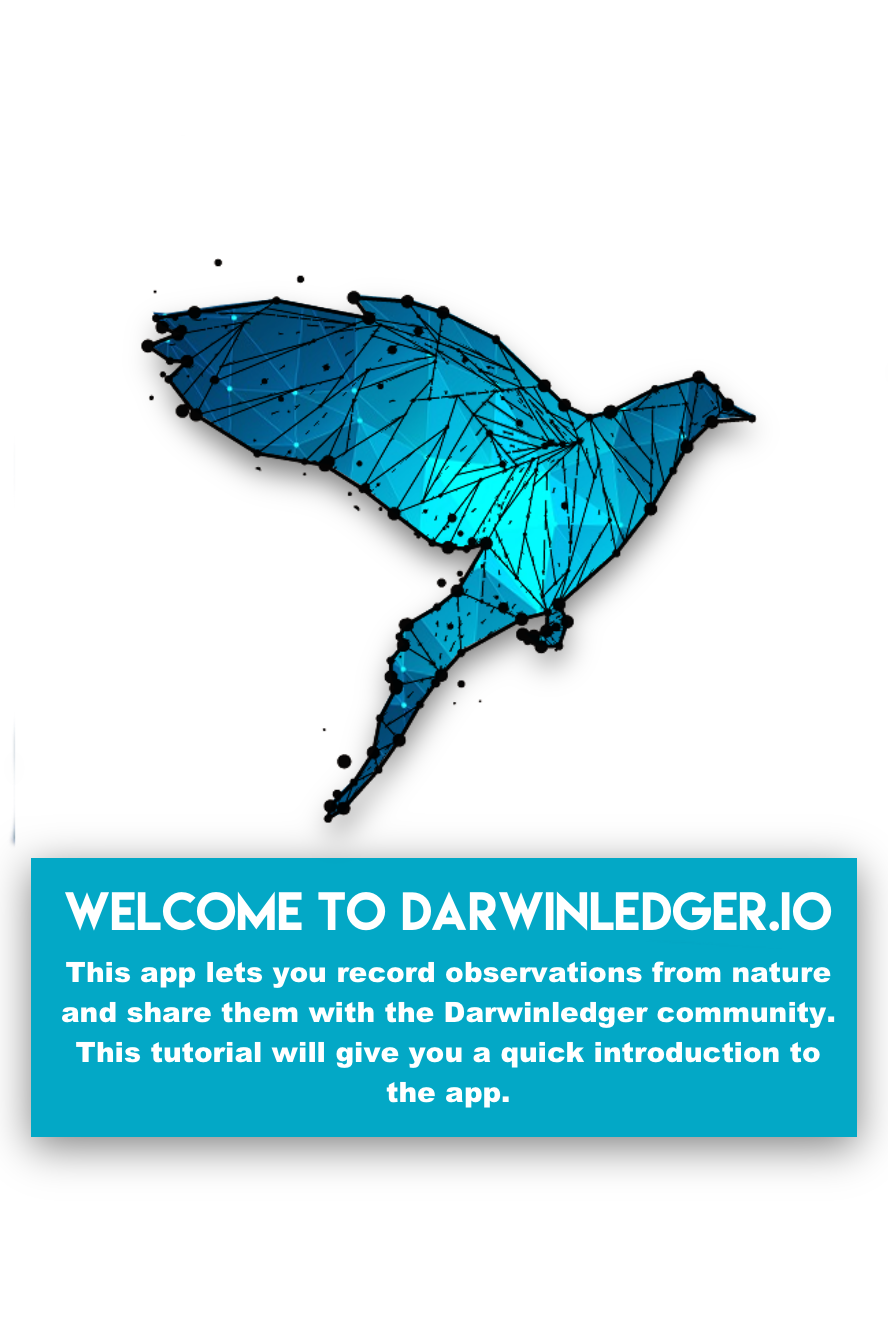 WELCOME TO DARWINLEDGER.IO
This app lets you record observations from nature
and share them with the Darwinledger community.
This tutorial will give you a quick introduction to
the app.